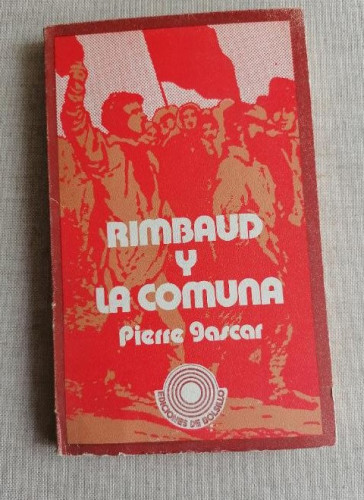 RIMBAUD
Y
LA COMUNA
Pierre Gascar
EDICIONES DE BOLSILLO